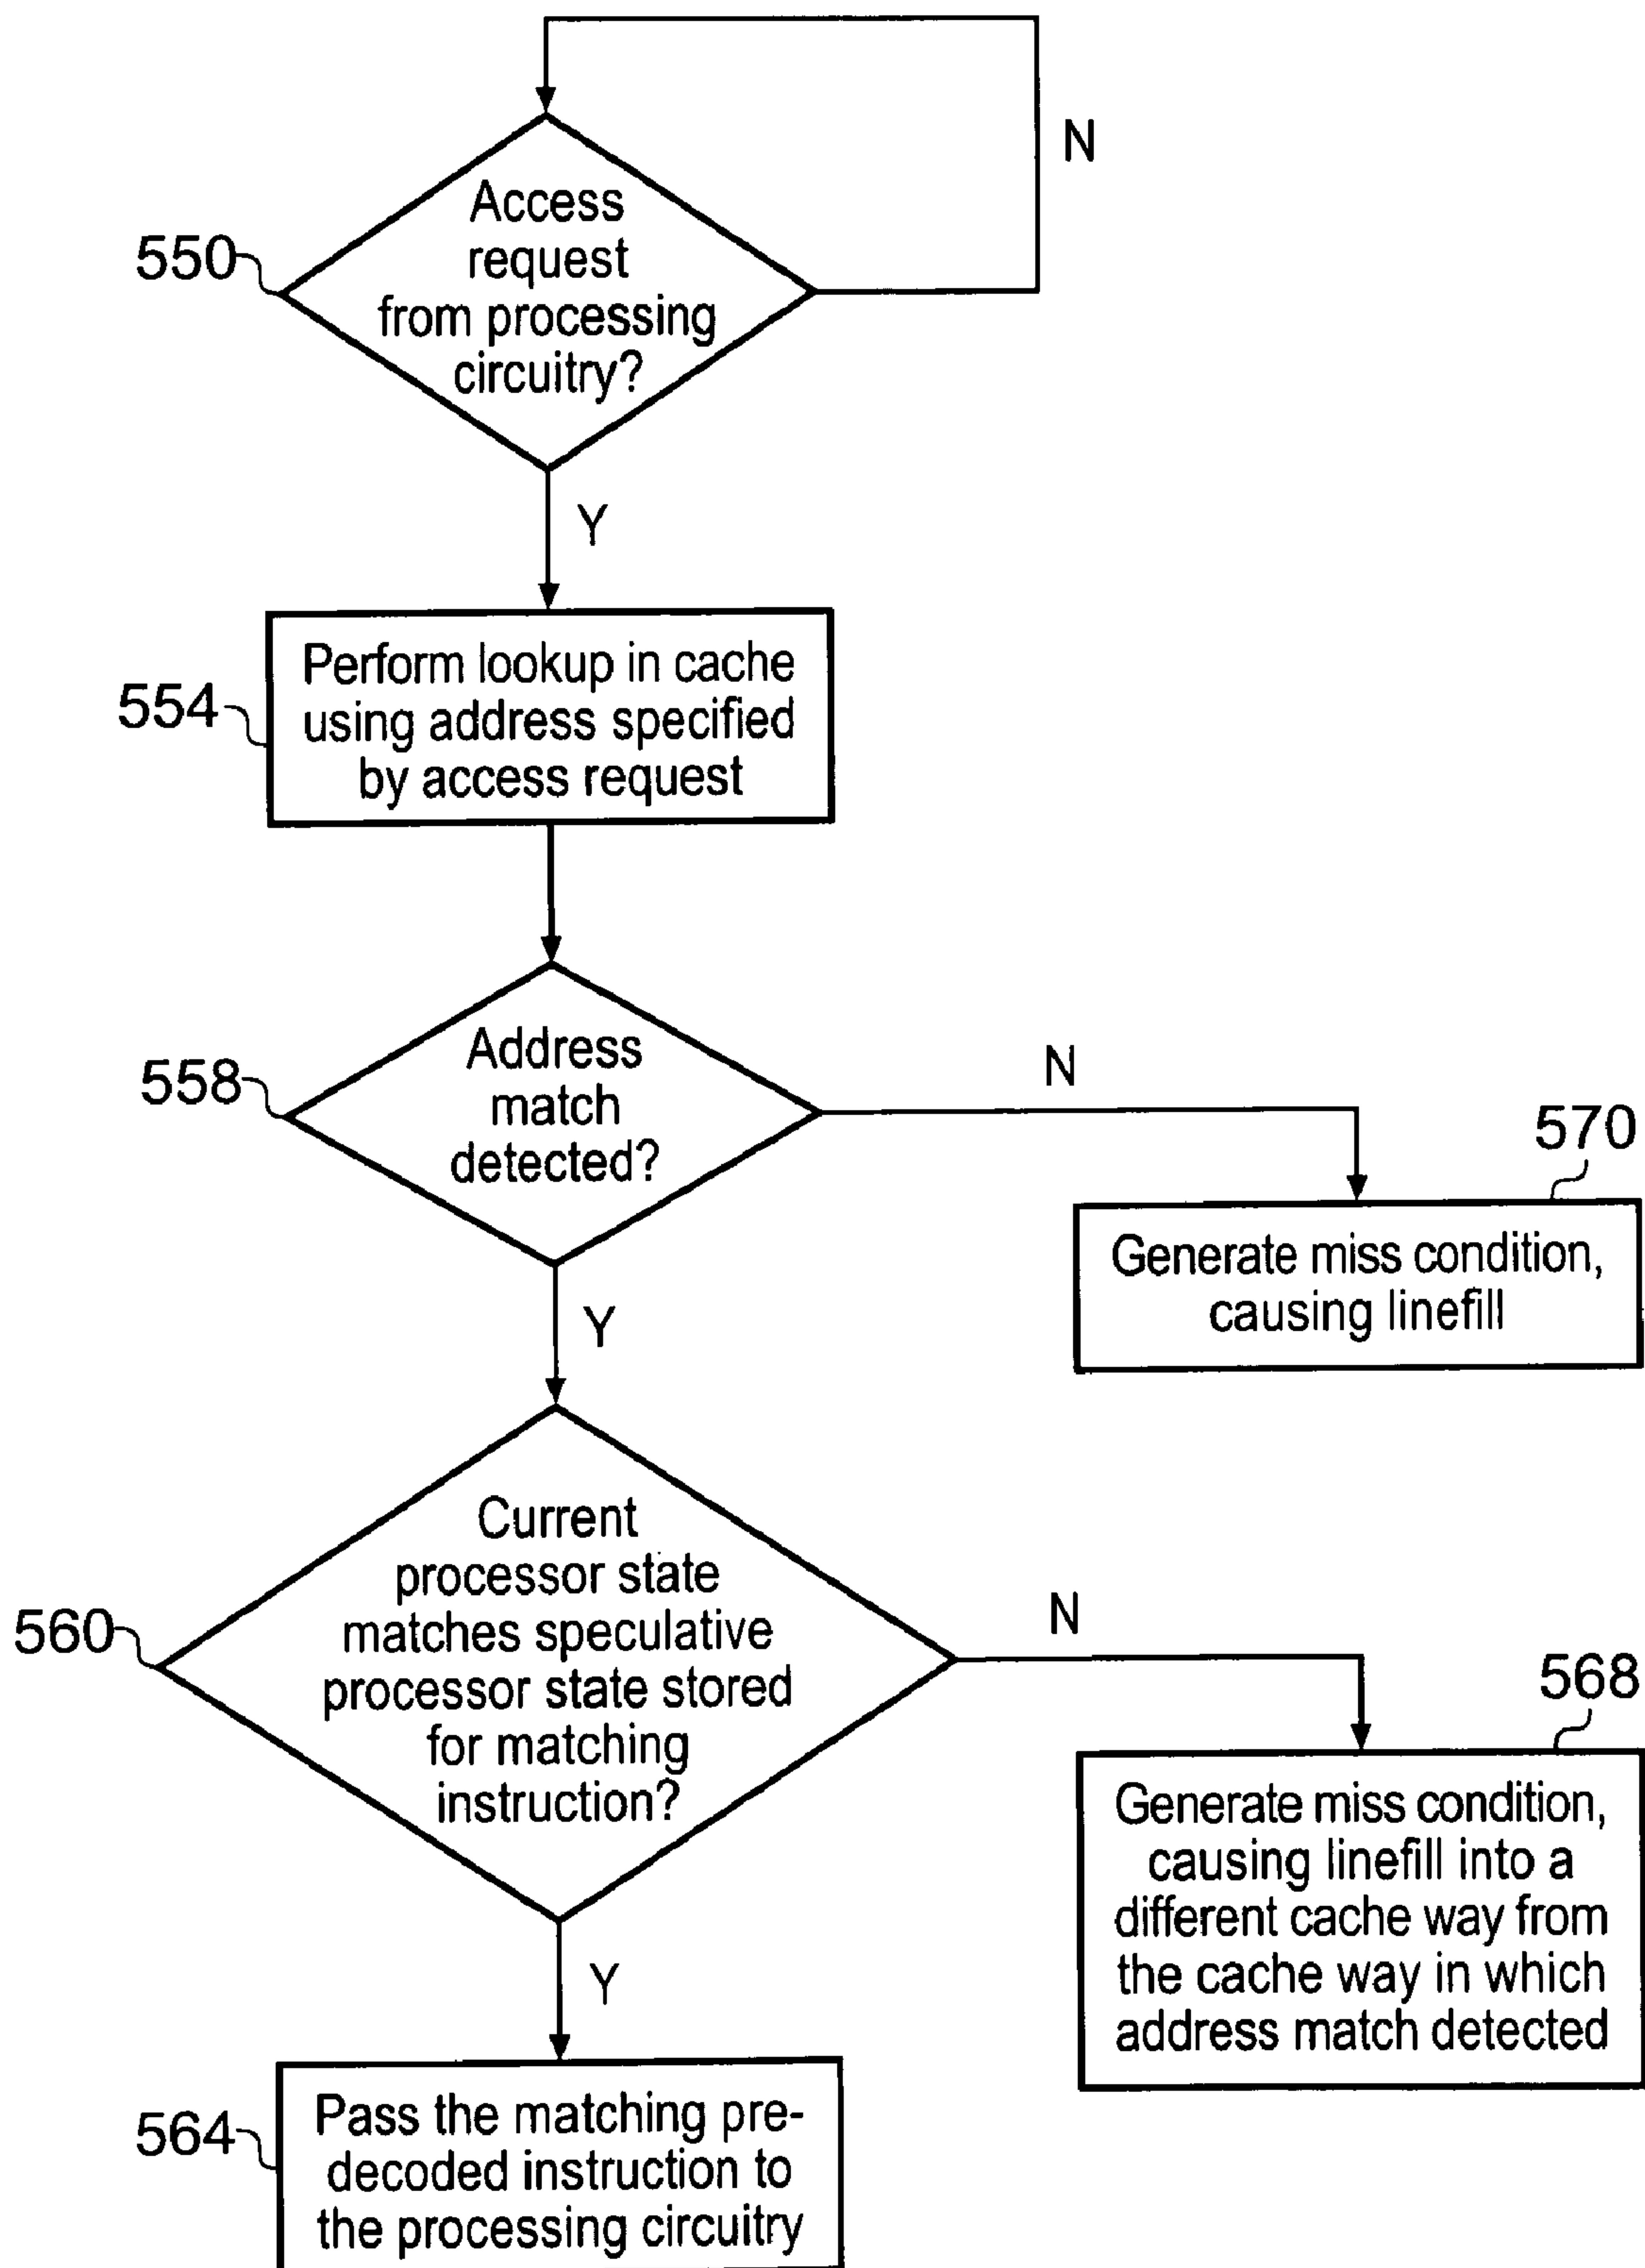 N
Access
request
from processing
circuitry?
550
Y
Perform lookup in cache
using address specified
by access request
554
Address
match
detected?
558
N
570
Generate miss condition,
causing linefill
Y
Current
processor state
matches speculative
processor state stored
for matching
instruction?
560
N
568
Generate miss condition,
causing linefill into a
different cache way from
the cache way in which
address match detected
Y
Pass the matching pre-
decoded instruction to
the processing circuitry
564